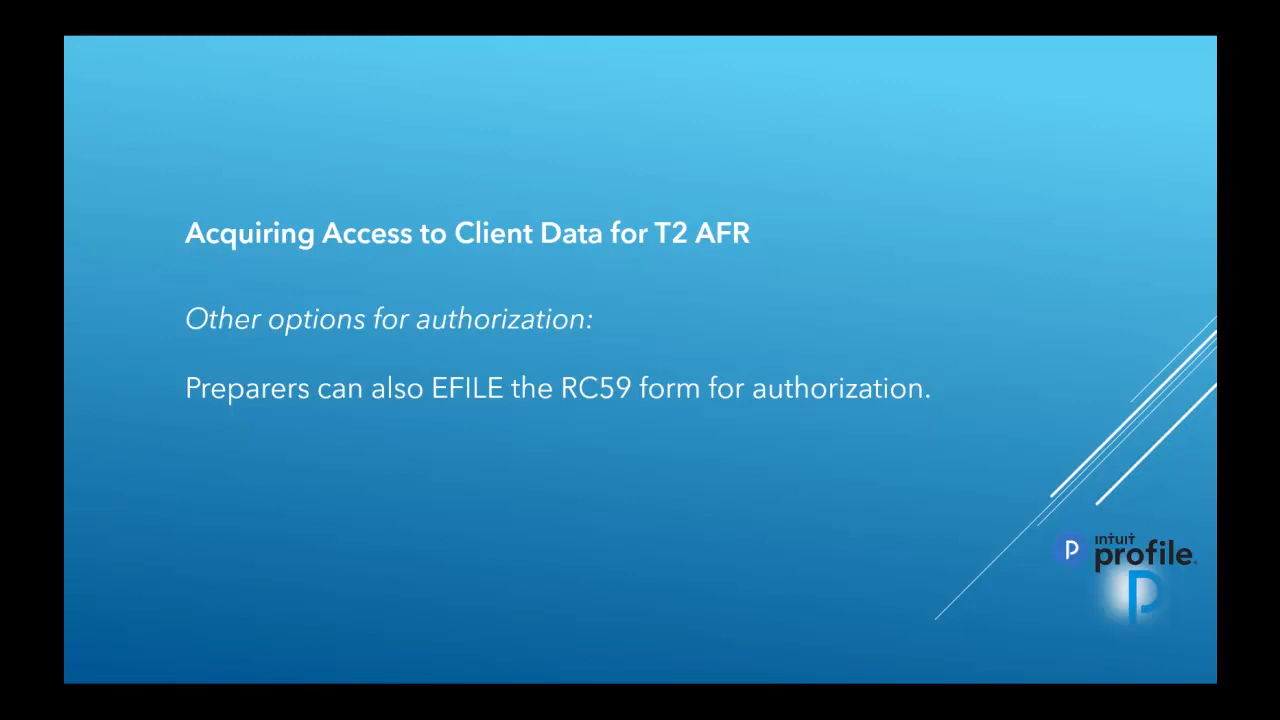 Acquiring Access to Client Data for T2 AFR
Other options for authorization:
Preparers can also EFILE the RC59 form for authorization.
P
ıntuıt
profile.
P